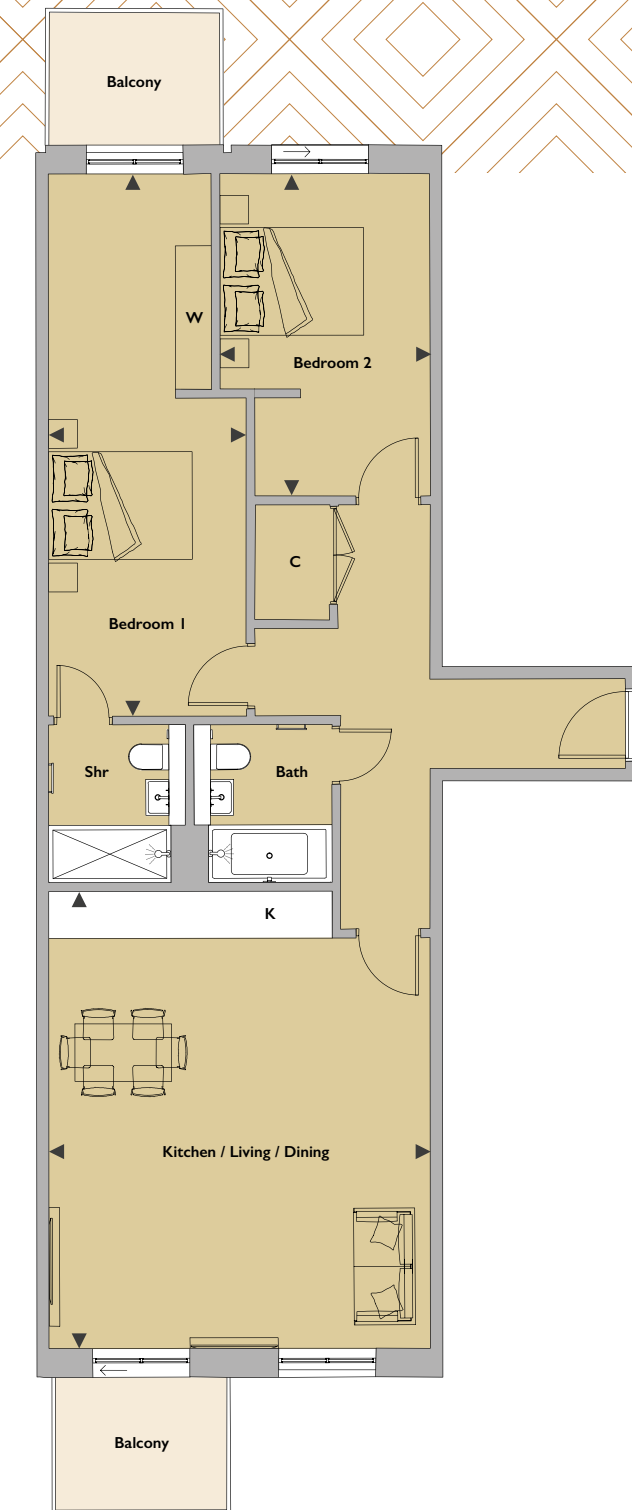 Balcony
W
Bedroom 2
C
Bedroom 1
Shr
Bath
K
Kitchen / Living / Dining
Balcony